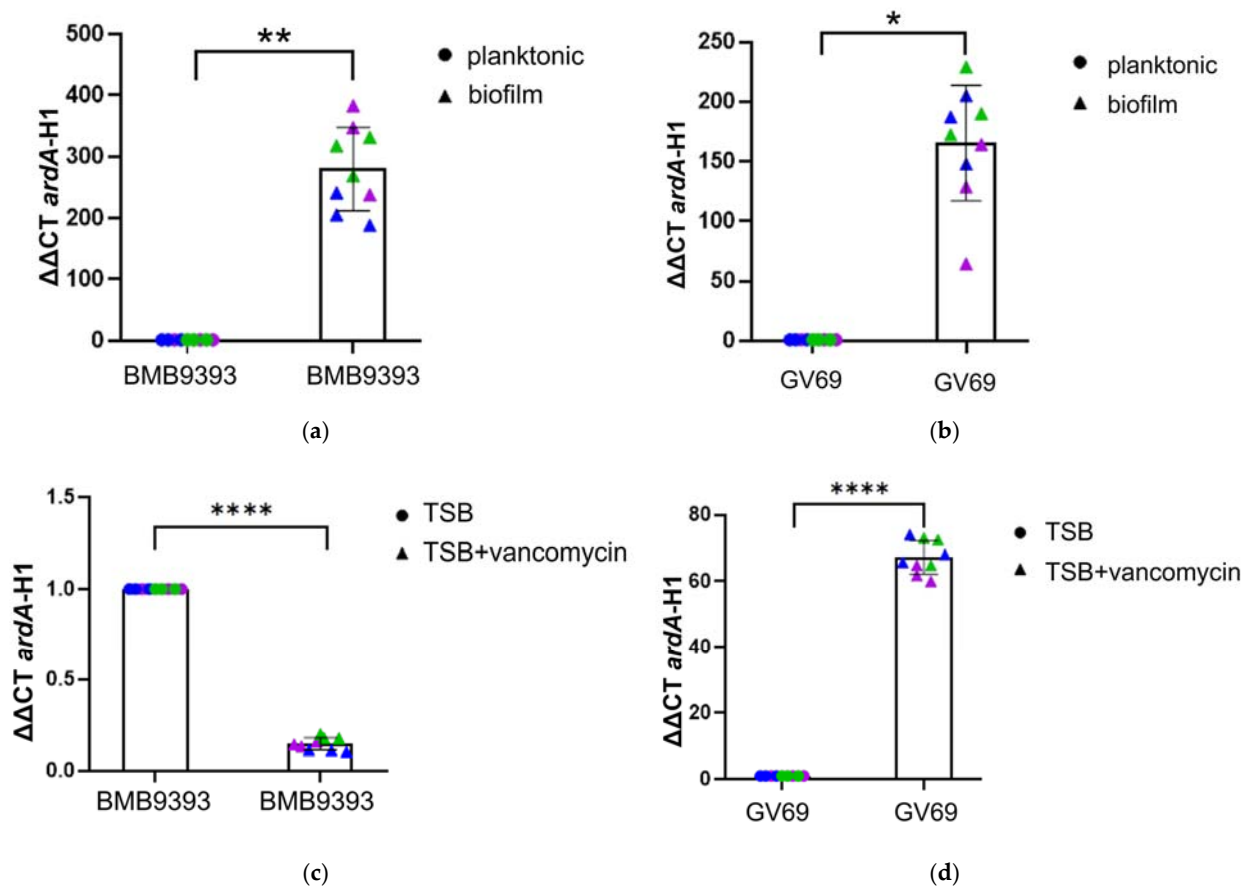 500
400
300
200
100
0
ΔΔCT ardA-H1
**
planktonic
biofilm
BMB9393
BMB9393
(a)
250
200
150
100
50
0
ΔΔCT ardA-H1
*
planktonic
biofilm
GV69
GV69
(b)
1.5
1.0
0.5
0.0
ΔΔCT ardA-H1
****
TSB
TSB+vancomycin
BMB9393
BMB9393
(c)
80
60
40
20
0
ΔΔCT ardA-H1
****
TSB
TSB+vancomycin
GV69
GV69
(d)